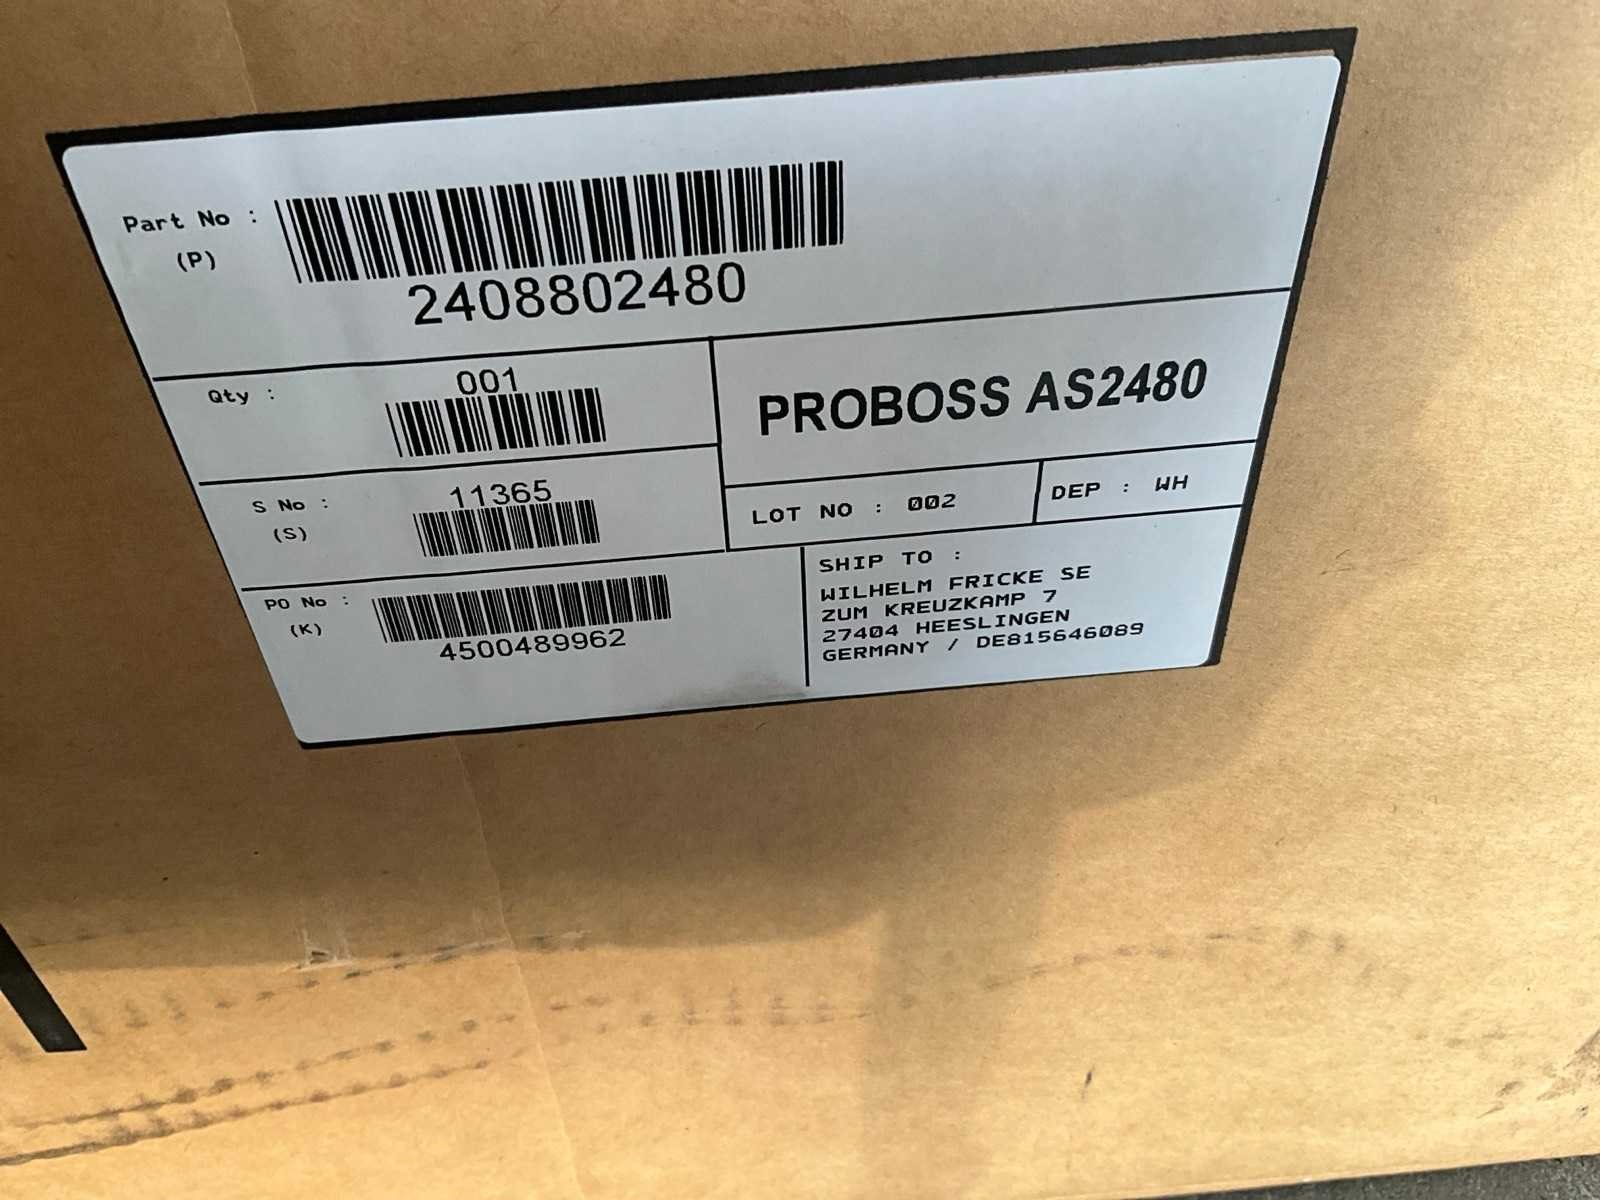 Part No :
(P)
2408802480
Qty :
001
PROBOSS AS2480
S No :
(S)
11365
LOT NO : 002
DEP : WH
PO No :
(K)
4500489962
SHIP TO :
WILHELM FRICKE SE
ZUM KREUZKAMP 7
27404 HEESLINGEN
GERMANY / DE815646089